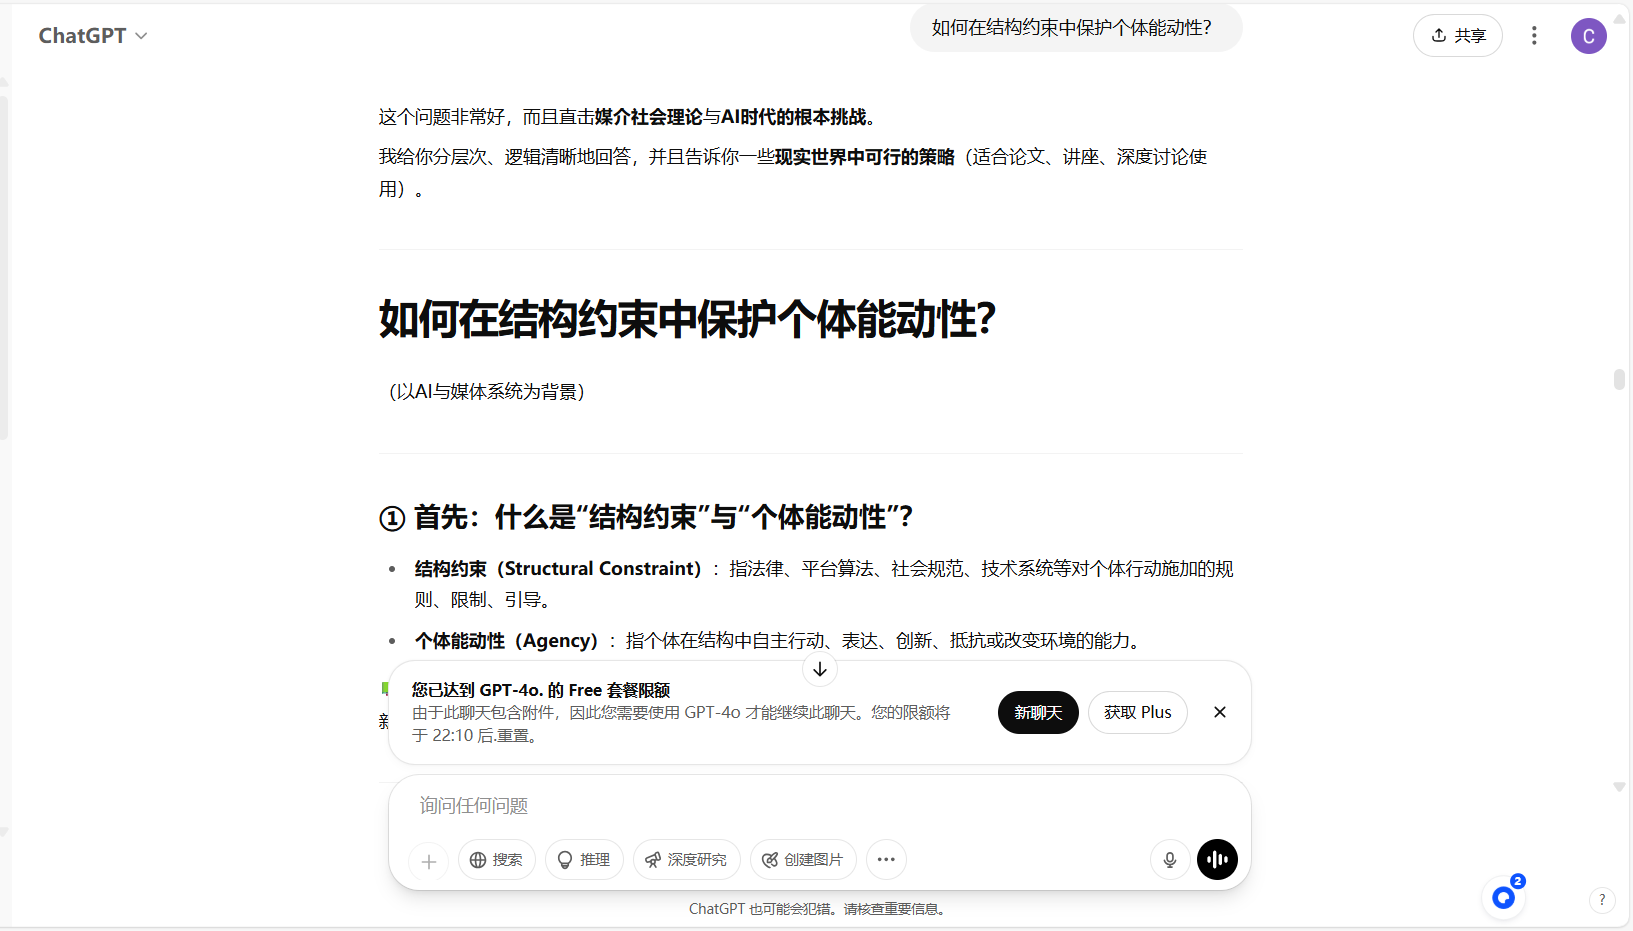 ChatGPT
如何在结构约束中保护个体能动性？
共享
C
这个问题非常好，而且直击媒介社会理论与AI时代的根本挑战。
我给你分层次、逻辑清晰地回答，并且告诉你一些现实世界中可行的策略（适合论文、讲座、深度讨论使
用）。
如何在结构约束中保护个体能动性？
（以AI与媒体系统为背景）
① 首先：什么是“结构约束”与“个体能动性”？
• 结构约束（Structural Constraint）：指法律、平台算法、社会规范、技术系统等对个体行动施加的规
则、限制、引导。
• 个体能动性（Agency）：指个体在结构中自主行动、表达、创新、抵抗或改变环境的能力。
您已达到 GPT-4o. 的 Free 套餐限额
由于此聊天包含附件，因此您需要使用 GPT-4o 才能继续此聊天。您的限额将
于 22:10 后.重置。
新聊天
获取 Plus
询问任何问题
搜索
推理
深度研究
创建图片
ChatGPT 也可能会犯错。请核查重要信息。
2
?